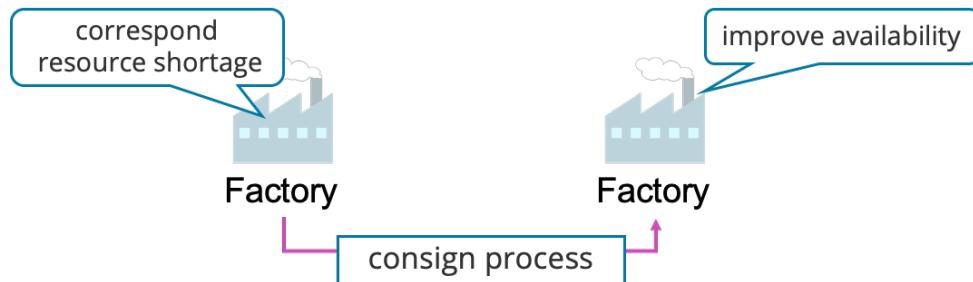 correspond
resource shortage
improve availability
Factory
Factory
consign process